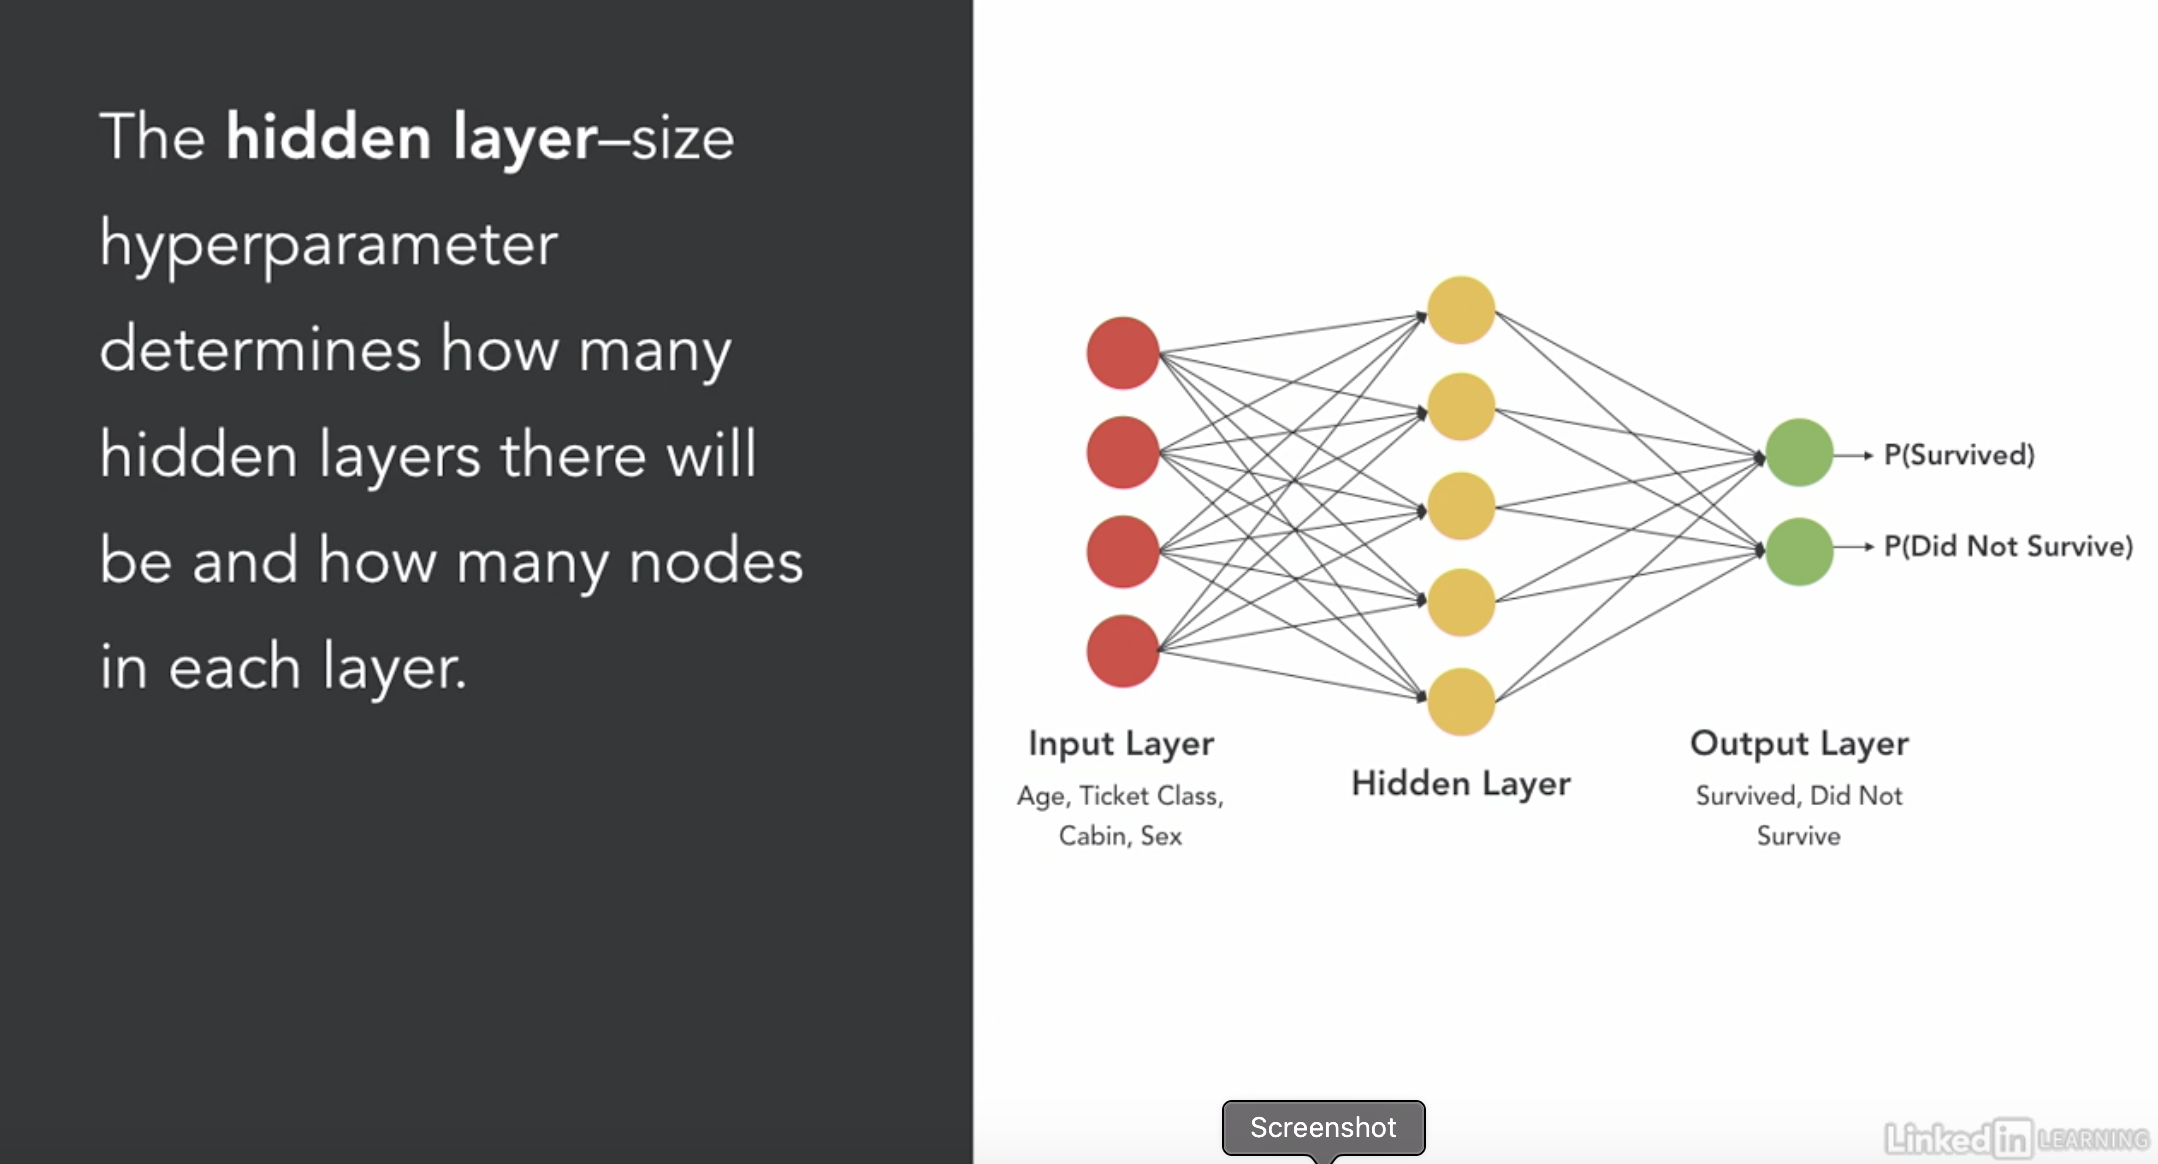 The hidden layer–size
hyperparameter
determines how many
hidden layers there will
be and how many nodes
in each layer.
P(Survived)
P(Did Not Survive)
Input Layer
Age, Ticket Class,
Cabin, Sex
Hidden Layer
Output Layer
Survived, Did Not
Survive
Screenshot
Linked in LEARNING